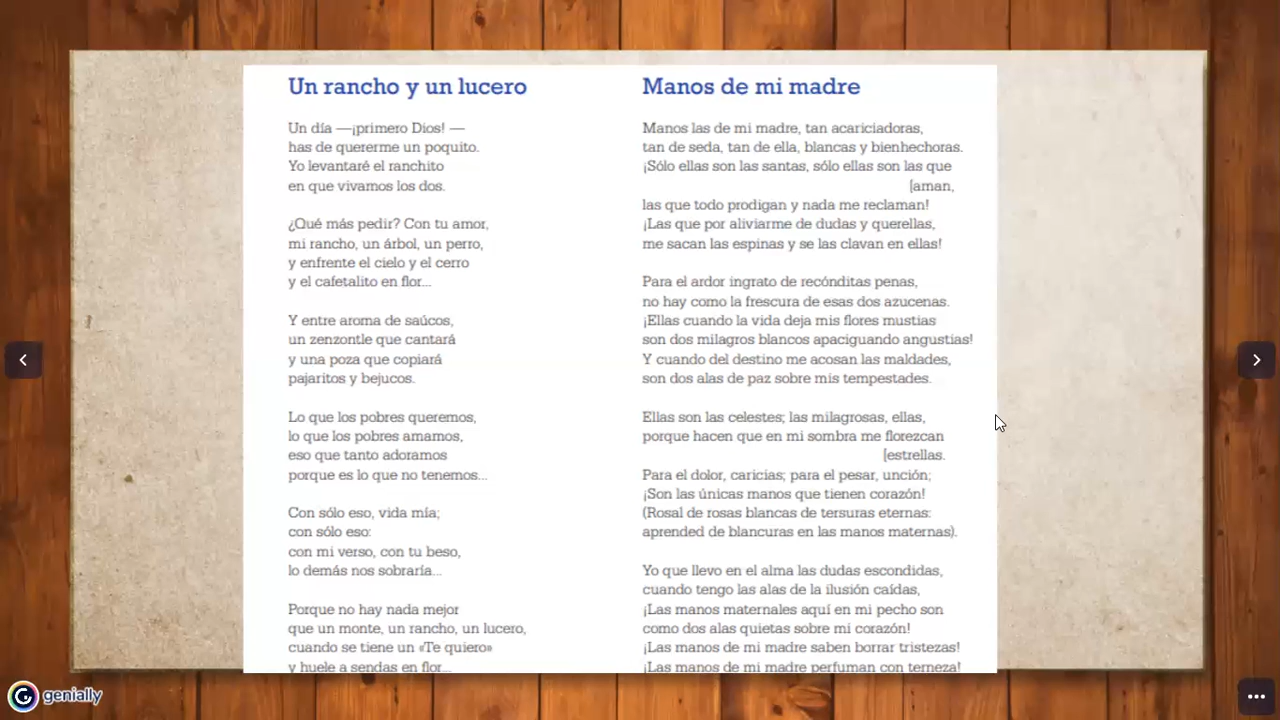 Un rancho y un lucero
Un día —¡primero Dios! —
has de quererme un poquito.
Yo levantaré el ranchito
en que vivamos los dos.
¿Qué más pedir? Con tu amor,
mi rancho, un árbol, un perro,
y enfrente el cielo y el cerro
y el cafetalito en flor...
Y entre aroma de saúcos,
un zenzontle que cantará
y una poza que copiará
pajaritos y bejucos.
Lo que los pobres queremos,
lo que los pobres amamos,
eso que tanto adoramos
porque es lo que no tenemos...
Con sólo eso, vida mía;
con sólo eso:
con mi verso, con tu beso,
lo demás nos sobraría...
Porque no hay nada mejor
que un monte, un rancho, un lucero,
cuando se tiene un «Te quiero»
y huele a sendas en flor...
Manos de mi madre
Manos las de mi madre, tan acariciadoras,
tan de seda, tan de ella, blancas y bienhechoras.
¡Sólo ellas son las santas, sólo ellas son las que
[aman,
las que todo prodigan y nada me reclaman!
¡Las que por aliviarme de dudas y querellas,
me sacan las espinas y se las clavan en ellas!
Para el ardor ingrato de recónditas penas,
no hay como la frescura de esas dos azucenas.
¡Ellas cuando la vida deja mis flores mustias
son dos milagros blancos apaciguando angustias!
Y cuando del destino me acosan las maldades,
son dos alas de paz sobre mis tempestades.
Ellas son las celestes; las milagrosas, ellas,
porque hacen que en mi sombra me florezcan
[estrellas.
Para el dolor, caricias; para el pesar, unción;
¡Son las únicas manos que tienen corazón!
(Rosal de rosas blancas de tersuras eternas:
aprended de blancuras en las manos maternas).
Yo que llevo en el alma las dudas escondidas,
cuando tengo las alas de la ilusión caídas,
¡Las manos maternales aquí en mi pecho son
como dos alas quietas sobre mi corazón!
¡Las manos de mi madre saben borrar tristezas!
¡Las manos de mi madre perfuman con terneza!
genially